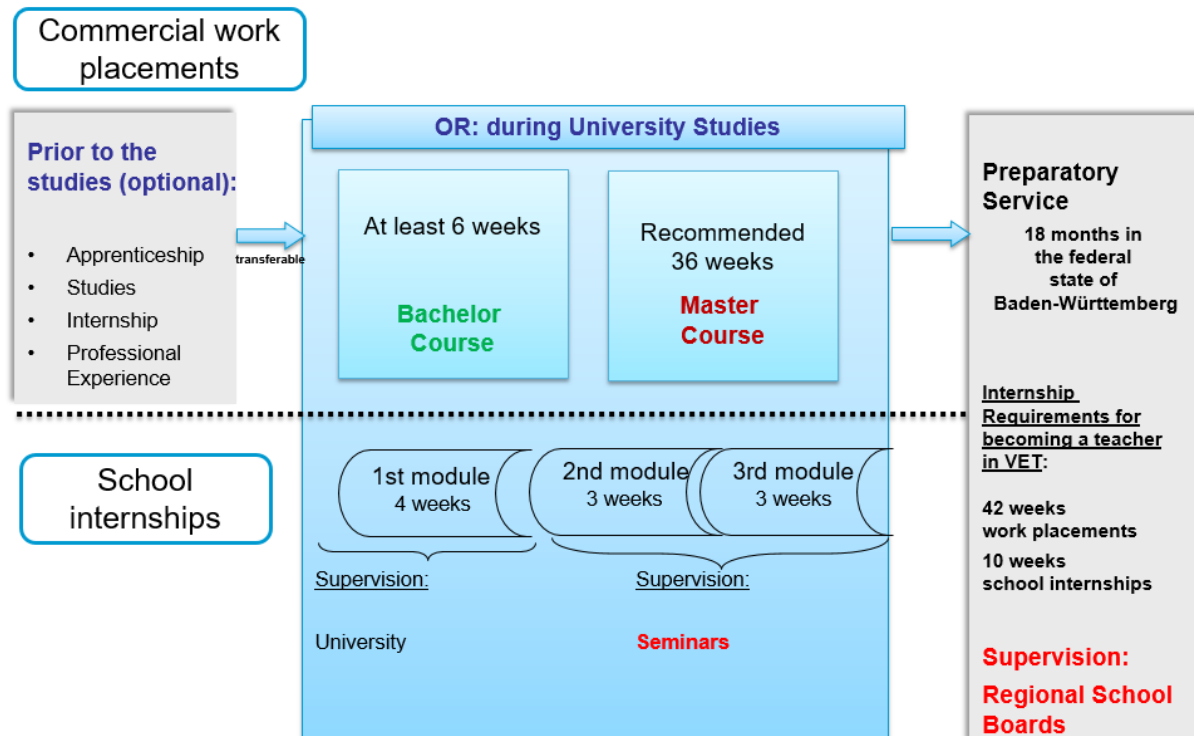 Commercial work
placements
Prior to the
studies (optional):
• Apprenticeship
• Studies
• Internship
• Professional
Experience
transferable
OR: during University Studies
At least 6 weeks
Bachelor
Course
Recommended
36 weeks
Master
Course
Preparatory
Service
18 months in
the federal
state of
Baden-Württemberg
Internship
Requirements for
becoming a teacher
in VET:
42 weeks
work placements
10 weeks
school internships
Supervision:
Regional School
Boards
School
internships
1st module
4 weeks
2nd module
3 weeks
3rd module
3 weeks
Supervision:
University
Supervision:
Seminars